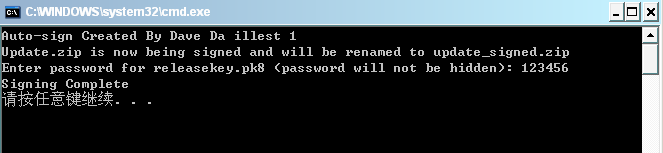 C:\WINDOWS\system32\cmd.exe
Auto-sign Created By Dave Da illest 1
Update.zip is now being signed and will be renamed to update_signed.zip
Enter password for releasekey.pk8 (password will not be hidden): 123456
Signing Complete
请按任意键继续. . .